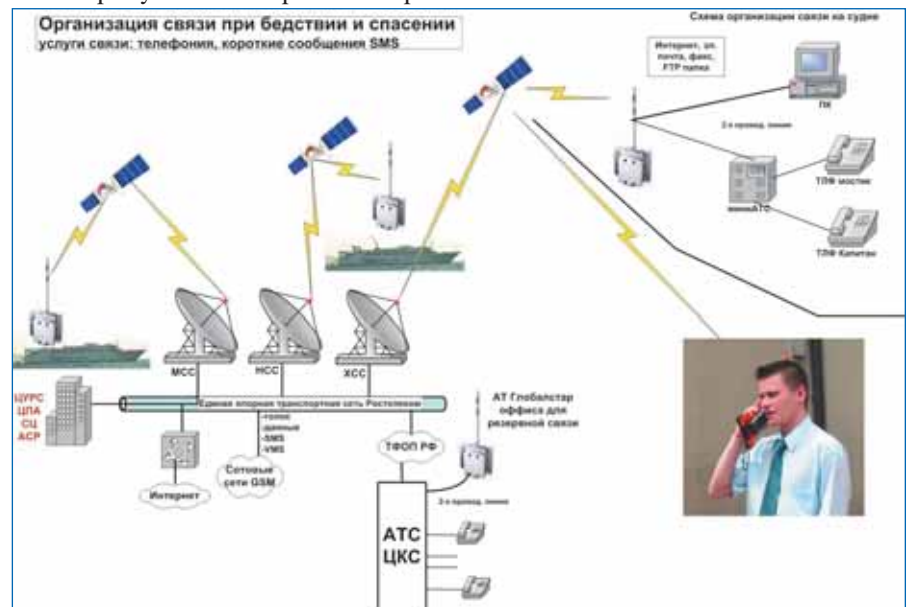 Организация связи при бедствии и спасении
услуги связи: телефония, короткие сообщения SMS
Схема организации связи на судне
Интернет, эл.
почта, факс,
FTP папка
ПК
2-х провод. линия
миниАТС
ТЛФ мостик
ТЛФ Капитан
МСС
НСС
ХСС
ЦУРС
ЦПА
СЦ
АСР
Единая опорная транспортная сеть Ростелеком
-голос
-данные
-SMS
-VMS
Интернет
Сотовые
сети GSM
ТФОП РФ
АТ Глобалстар
оффиса для
резервной связи
2-х провод. линия
АТС
ЦКС